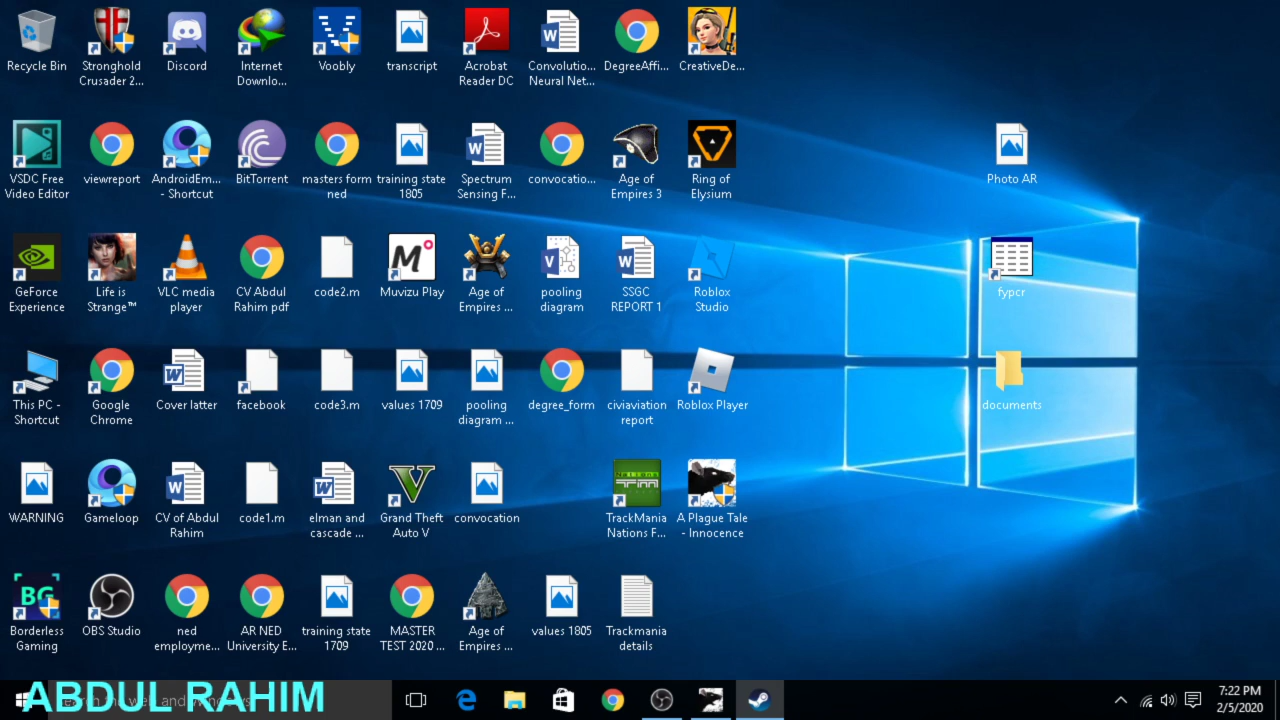 Recycle Bin
Stronghold
Crusader 2...
Discord
Internet
Downlo...
Voobly
transcript
Acrobat
Reader DC
Convolutio...
Neural Net...
DegreeAffi...
CreativeDe...
VSDC Free
Video Editor
viewreport
AndroidEm...
- Shortcut
BitTorrent
masters form
ned
training state
1805
Spectrum
Sensing F...
convocatio...
Age of
Empires 3
Ring of
Elysium
Photo AR
GeForce
Experience
Life is
Strange™
VLC media
player
CV Abdul
Rahim pdf
code2.m
Muvizu Play
Age of
Empires ...
pooling
diagram
SSGC
REPORT 1
Roblox
Studio
fypcr
This PC -
Shortcut
Google
Chrome
Cover latter
facebook
code3.m
values 1709
pooling
diagram ...
degree_form
civiaviation
report
Roblox Player
documents
WARNING
Gameloop
CV of Abdul
Rahim
code1.m
elman and
cascade ...
Grand Theft
Auto V
convocation
TrackMania
Nations F...
A Plague Tale
- Innocence
BG
Borderless
Gaming
OBS Studio
ned
employme...
AR NED
University E...
training state
1709
MASTER
TEST 2020 ...
Age of
Empires ...
values 1805
Trackmania
details
ABDUL RAHIM
7:22 PM
2/5/2020